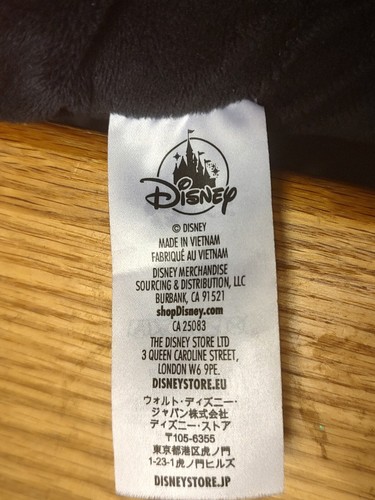 Disney
© DISNEY
MADE IN VIETNAM
FABRIQUÉ AU VIETNAM
DISNEY MERCHANDISE
SOURCING & DISTRIBUTION, LLC
BURBANK, CA 91521
shopDisney.com
CA 25083
THE DISNEY STORE LTD
3 QUEEN CAROLINE STREET,
LONDON W6 9PE.
DISNEYSTORE.EU
ウォルト・ディズニー・
ジャパン株式会社
ディズニー・ストア
〒105-6355
東京都港区虎ノ門
1-23-1虎ノ門ヒルズ
DISNEYSTORE.JP